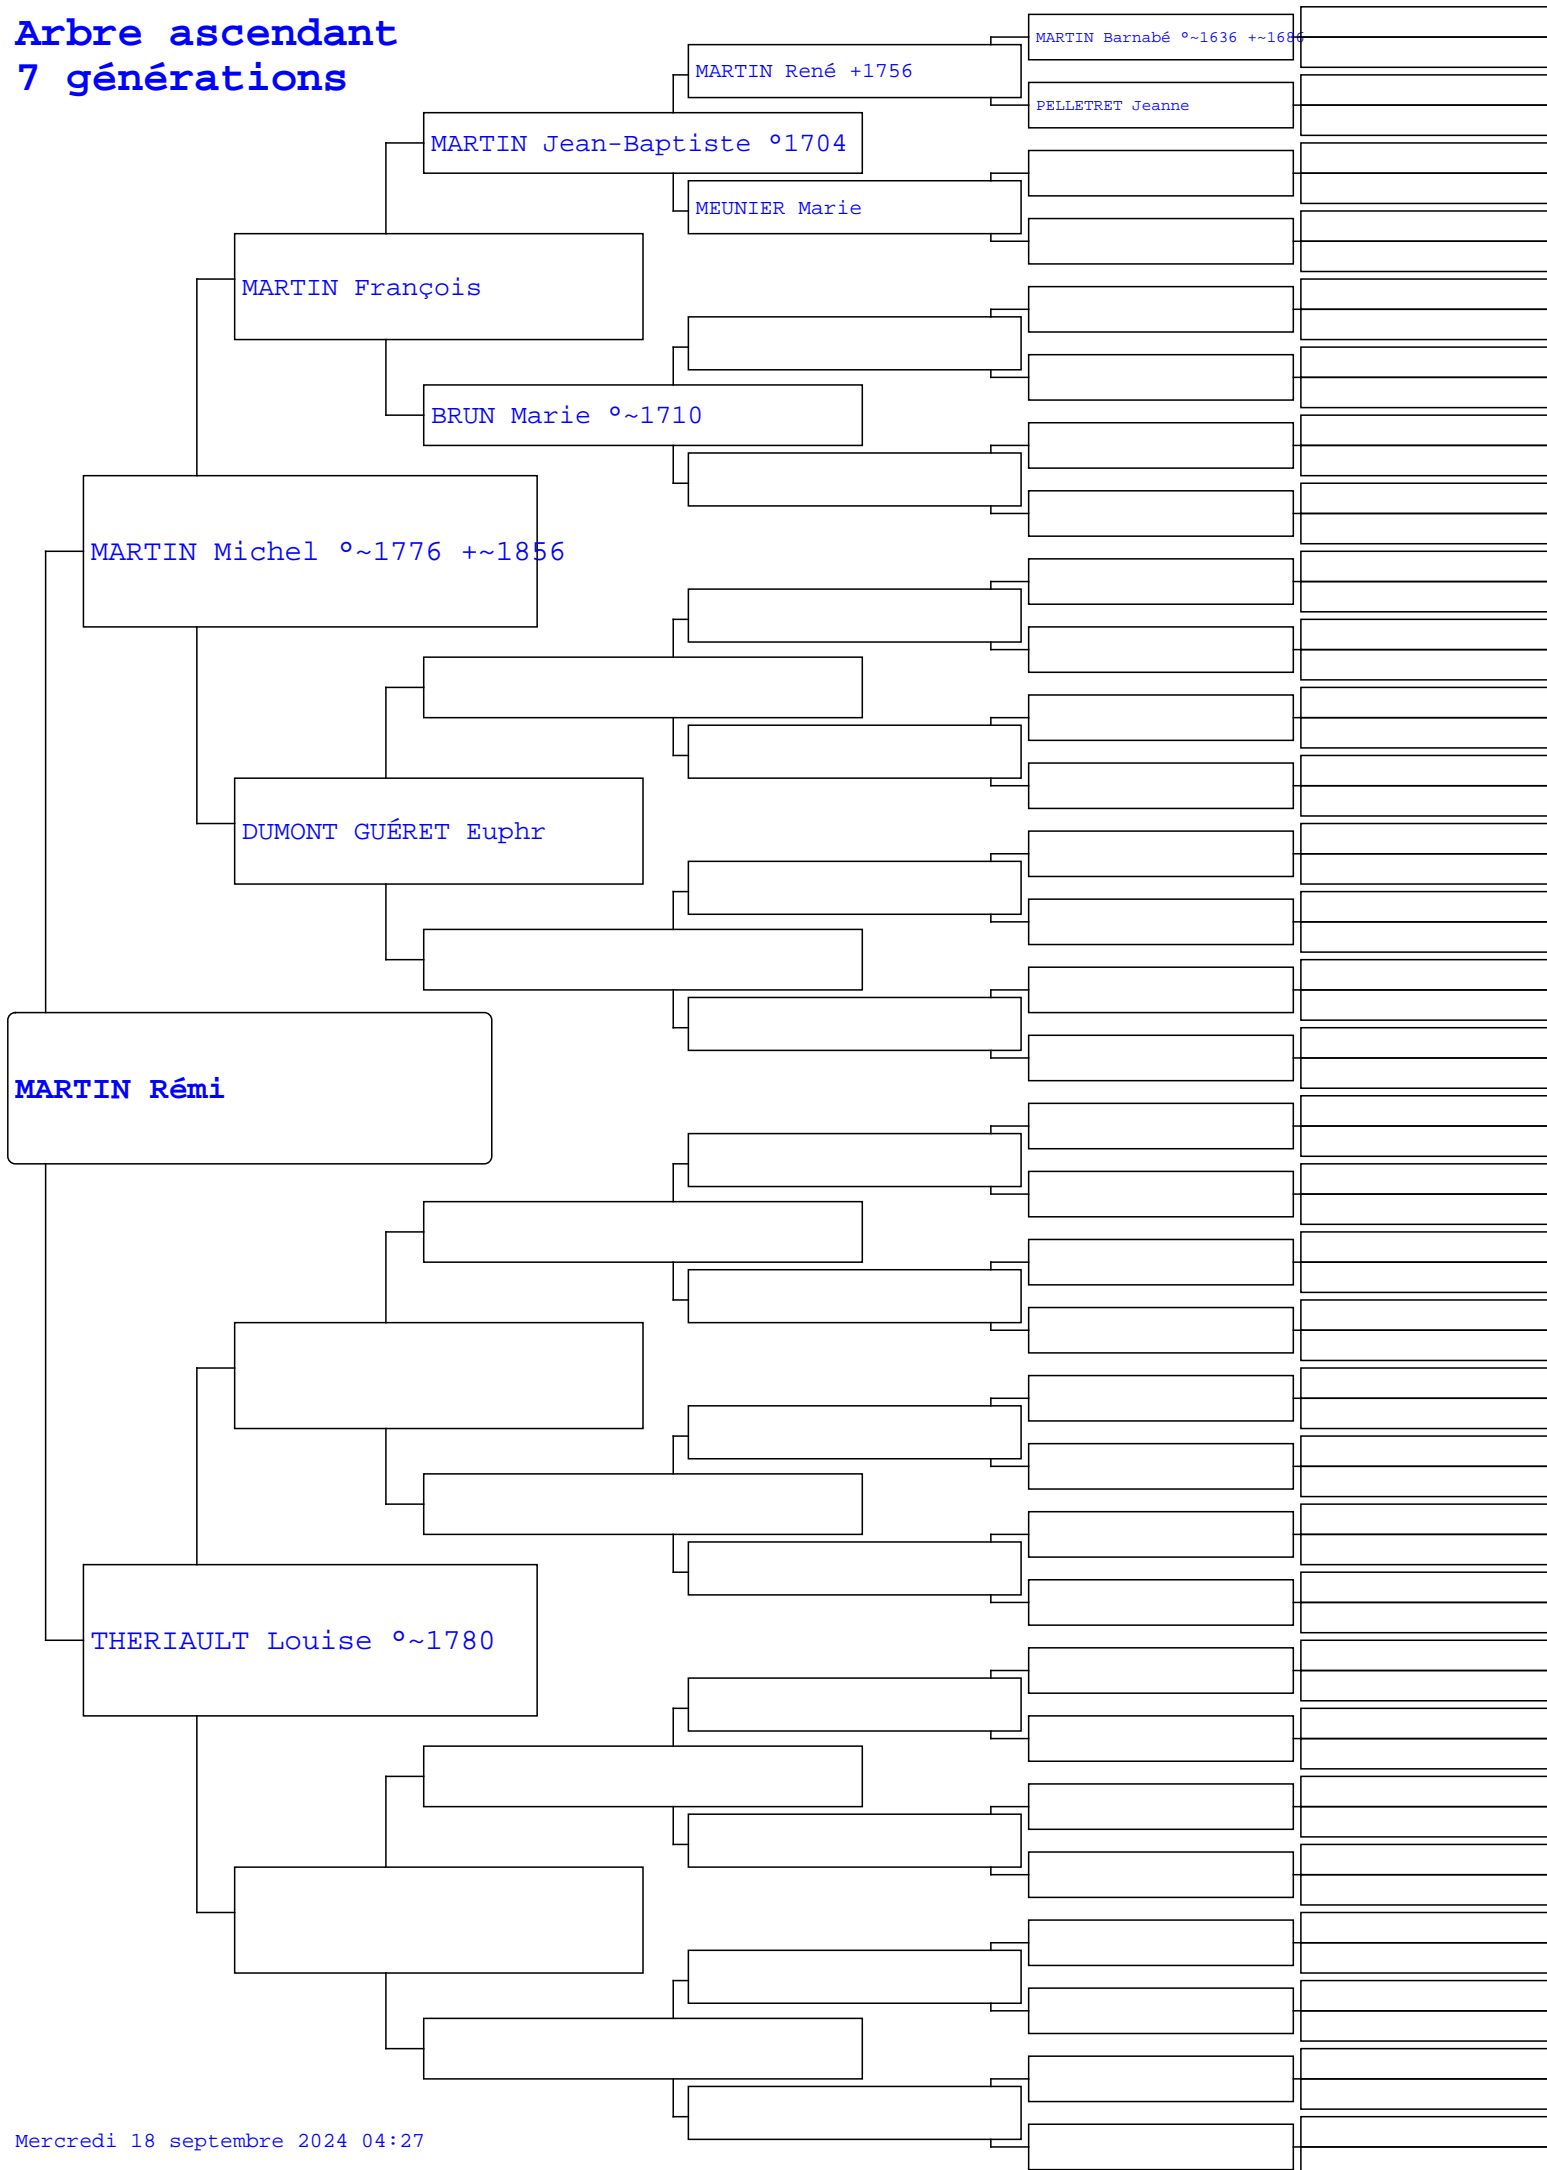 Arbre ascendant
7 générations
MARTIN Barnabé °~1636 +~1686
MARTIN René +1756
PELLETRET Jeanne
MARTIN Jean-Baptiste °1704
MEUNIER Marie
MARTIN François
BRUN Marie °~1710
MARTIN Michel °~1776 +~1856
DUMONT GUÉRET Euphr
MARTIN Rémi
THERIAULT Louise °~1780
Mercredi 18 septembre 2024 04:27